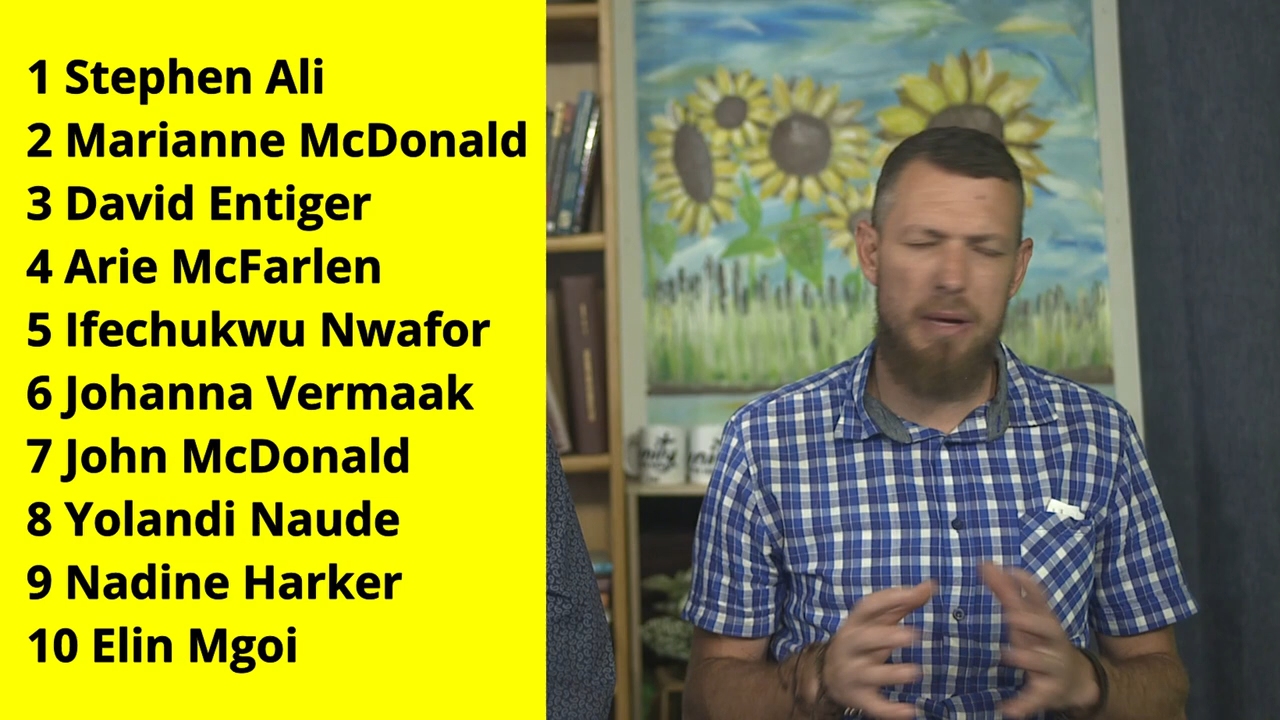 1 Stephen Ali
2 Marianne McDonald
3 David Entiger
4 Arie McFarlen
5 Ifechukwu Nwafor
6 Johanna Vermaak
7 John McDonald
8 Yolandi Naude
9 Nadine Harker
10 Elin Mgoi